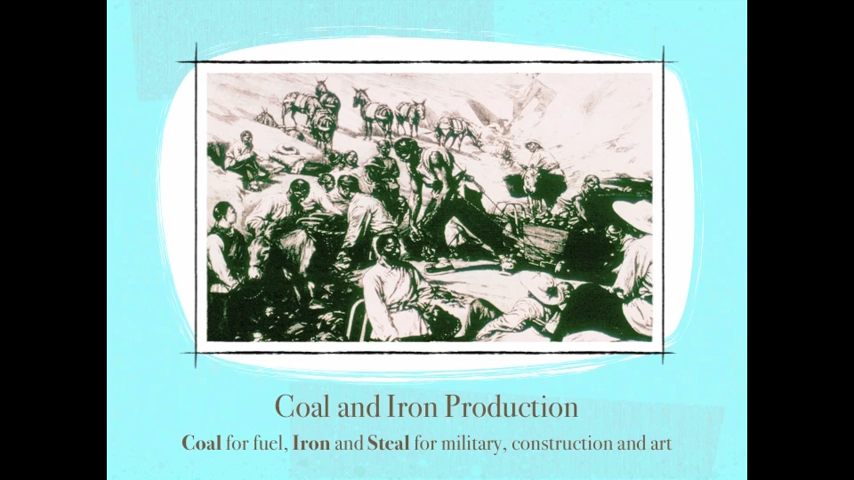 Coal and Iron Production
Coal for fuel, Iron and Steal for military, construction and art